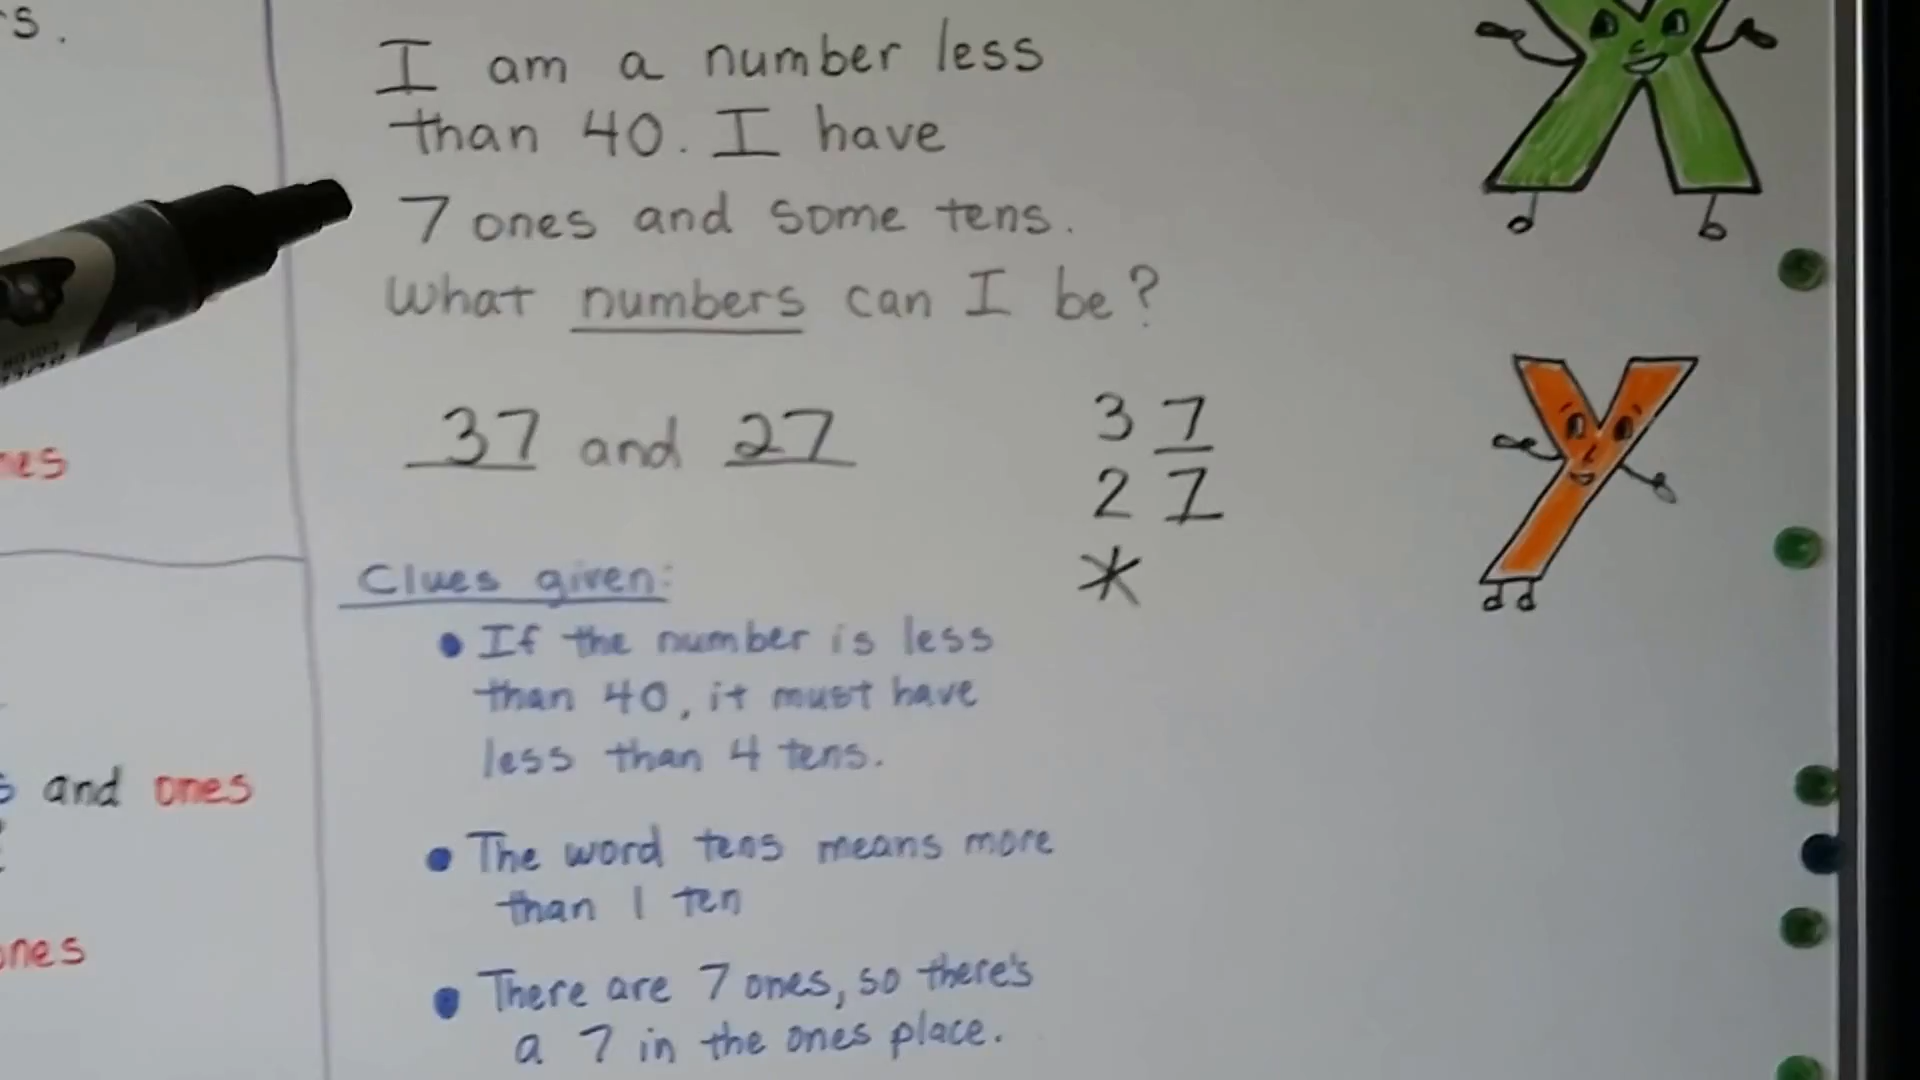 s.
I am a number less
than 40. I have
7 ones and some tens.
What numbers can I be?
37 and 27
3 7
2 7
*
Clues given:
• If the number is less
than 40, it must have
less than 4 tens.
• The word tens means more
than 1 ten
• There are 7 ones, so there's
a 7 in the ones place.
nes
and ones
ones